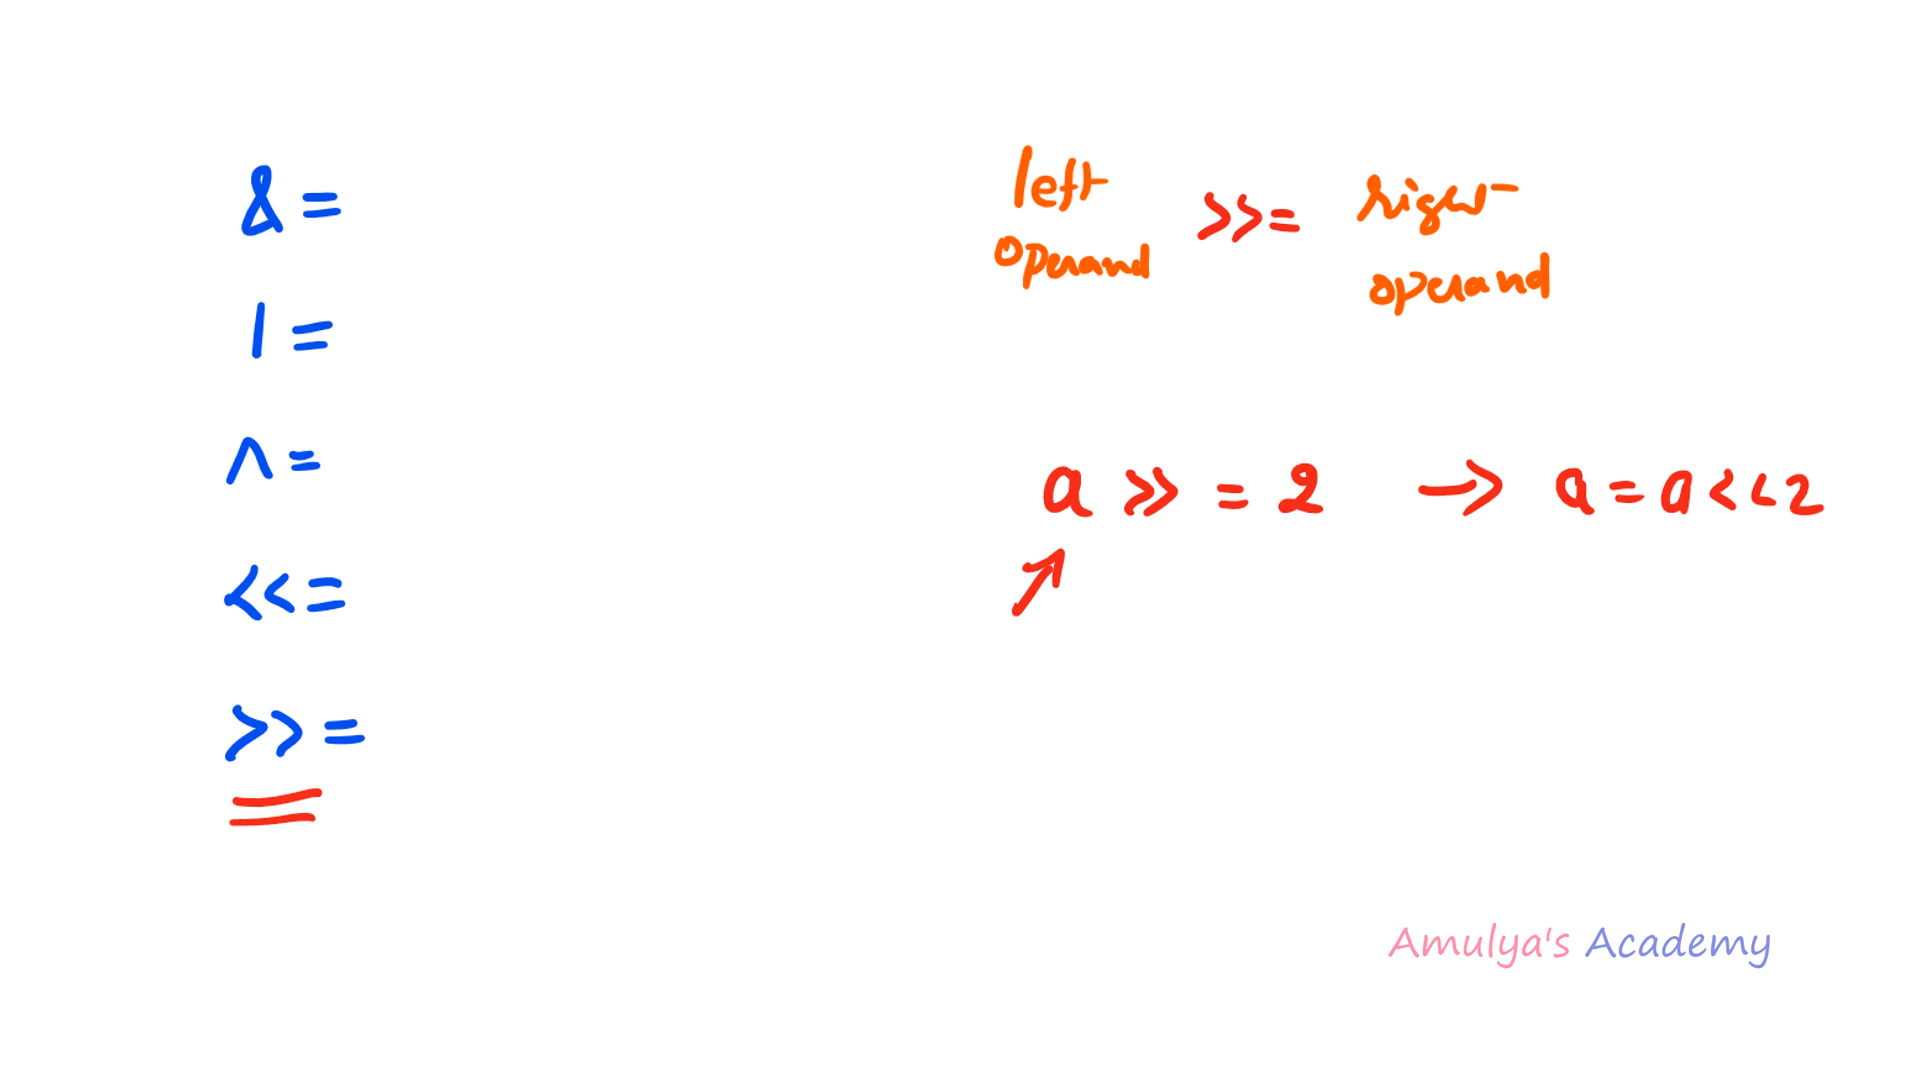 &=
|=
^=
<<=
>>=
left operand >>= right operand
a >>= 2 → a = a << 2
Amulya's Academy